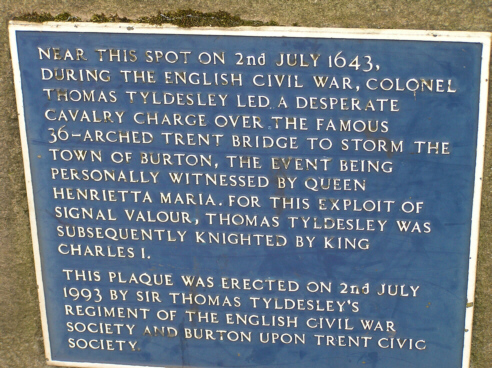 NEAR THIS SPOT ON 2nd JULY 1643,
DURING THE ENGLISH CIVIL WAR, COLONEL
THOMAS TYLDESLEY LED A DESPERATE
CAVALRY CHARGE OVER THE FAMOUS
36-ARCHED TRENT BRIDGE TO STORM THE
TOWN OF BURTON, THE EVENT BEING
PERSONALLY WITNESSED BY QUEEN
HENRIETTA MARIA. FOR THIS EXPLOIT OF
SIGNAL VALOUR, THOMAS TYLDESLEY WAS
SUBSEQUENTLY KNIGHTED BY KING
CHARLES I.
THIS PLAQUE WAS ERECTED ON 2nd JULY
1993 BY SIR THOMAS TYLDESLEY'S
REGIMENT OF THE ENGLISH CIVIL WAR
SOCIETY AND BURTON UPON TRENT CIVIC
SOCIETY.